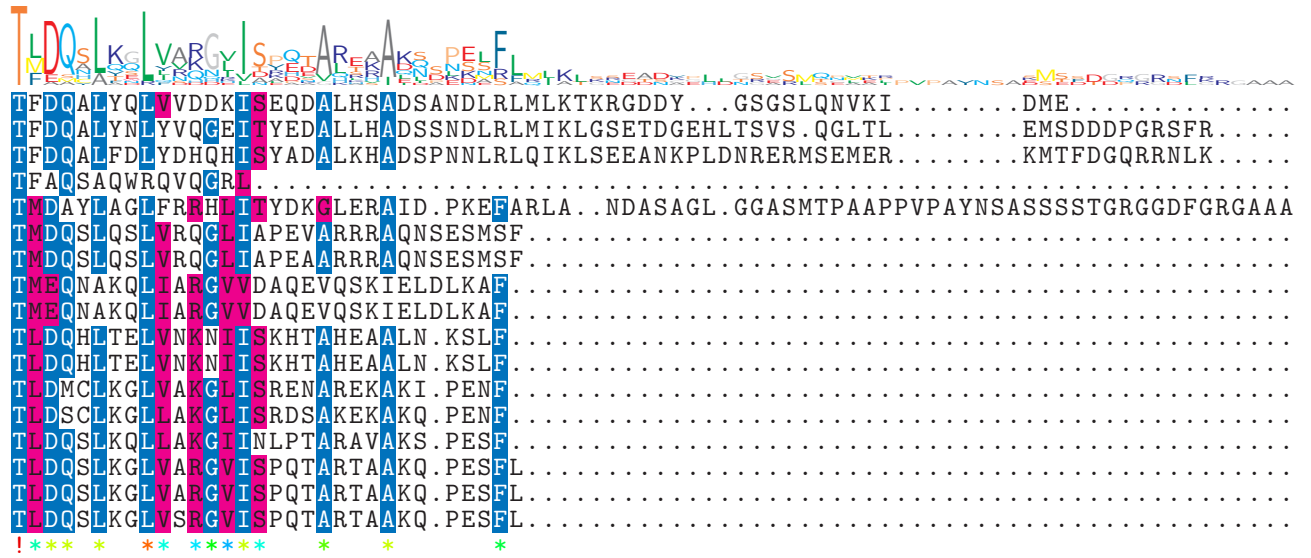 TFDQALYQLVVDDKISEQDALHSADSANDLRLMLKTKRGDDY...GSGSLQNVKI........DME..............
TFDQALYNLYVQGEITYEDALLHADSSNDLRLMIKLGSETDGEHLTSVS.QGLTL........EMSDDDPGRSFR.....
TFDQALFDLYDHQHISYADALKHADSPNNLRLQIKLSEEANKPLDNRERMSEMER........KMTFDGQRRNLK.....
TFAQSAQWRQVQGRL.................................................................
TMDAYLAGLFRRHLITYDKGLERAID.PKEFARLA..NDASAGL.GGASMTPAAPPVPAYNSASSSSTGRGGDFGRGAAA
TMDQSLQSLVRQGLIAPEVARRRAQNSESMSF................................................
TMDQSLQSLVRQGLIAPEAARRRAQNSESMSF................................................
TMEQNAKQLIARGVVDAQEVQSKIELDLKAF.................................................
TMEQNAKQLIARGVVDAQEVQSKIELDLKAF.................................................
TLDQHLTELVNKNIISKHTAHEAALN.KSLF.................................................
TLDQHLTELVNKNIISKHTAHEAALN.KSLF.................................................
TLDMCLKGLVAKGLISRENAREKAKI.PENF.................................................
TLDSCLKGLLAKGLISRDSAKEKAKQ.PENF.................................................
TLDQSLKQLLAKGIINLPTARAVAKS.PESF.................................................
TLDQSLKGLVARGVISPQTARTAAKQ.PESFL................................................
TLDQSLKGLVARGVISPQTARTAAKQ.PESFL................................................
TLDQSLKGLVSRGVISPQTARTAAKQ.PESFL................................................
!*** *  ** *****   *   *      *